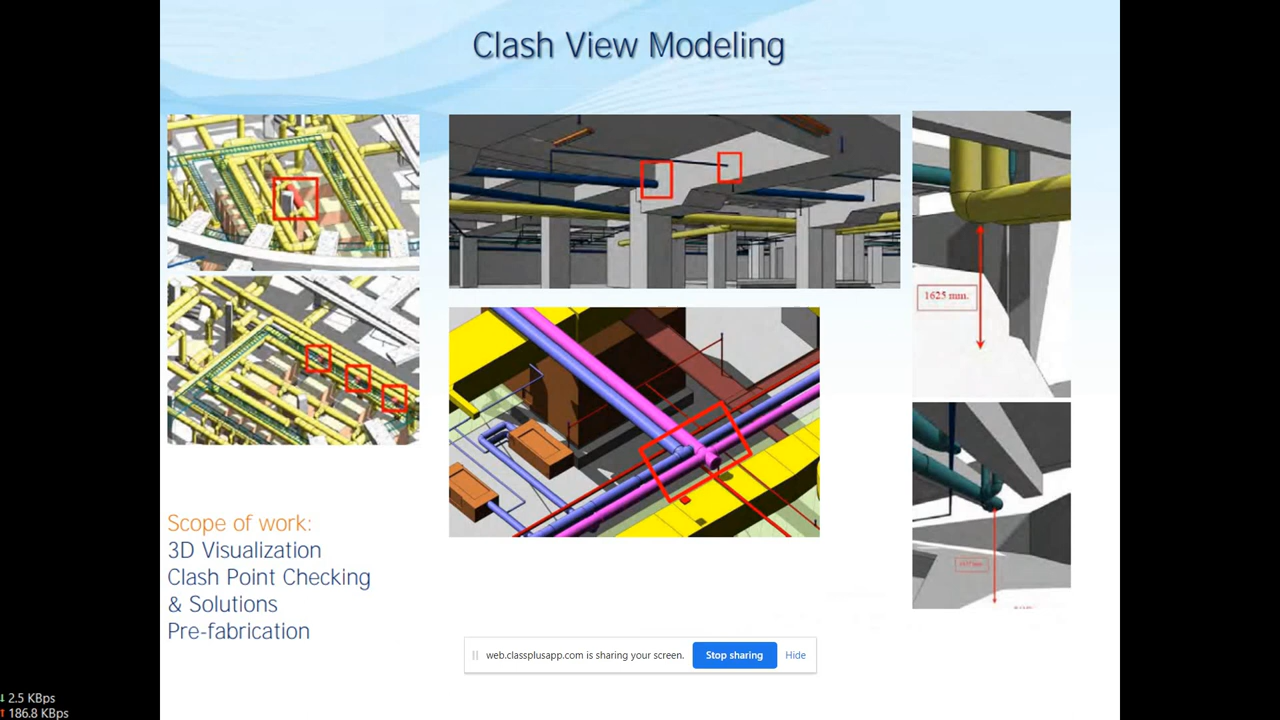 Clash View Modeling
1625 mm.
Scope of work:
3D Visualization
Clash Point Checking
& Solutions
Pre-fabrication
web.classplusapp.com is sharing your screen.
Stop sharing
Hide
↓ 2.5 KBps
↑ 186.8 KBps